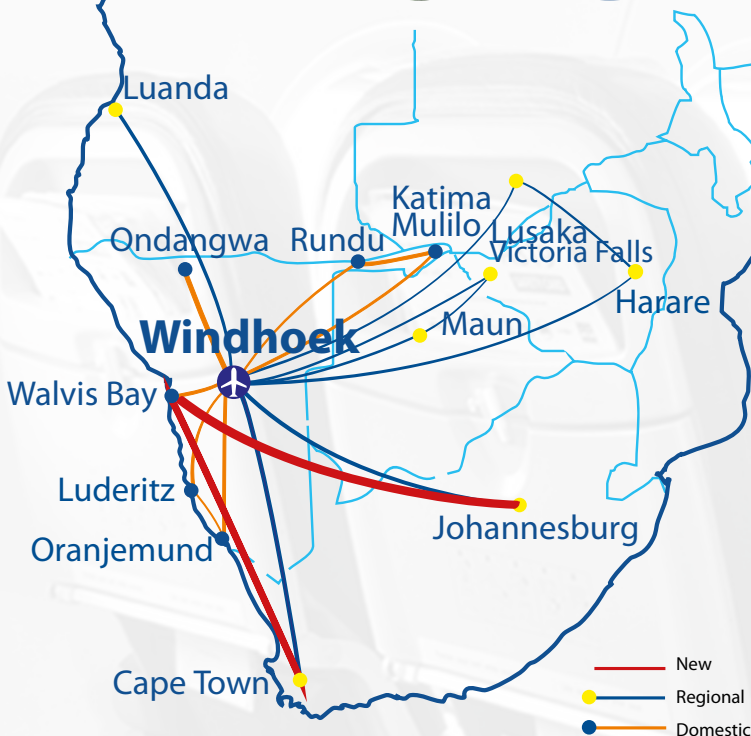 Luanda
Katima
Mulilo
Ondangwa
Rundu
Lusaka
Victoria Falls
Harare
Windhoek
Maun
Walvis Bay
Luderitz
Johannesburg
Oranjemund
Cape Town
New
Regional
Domestic